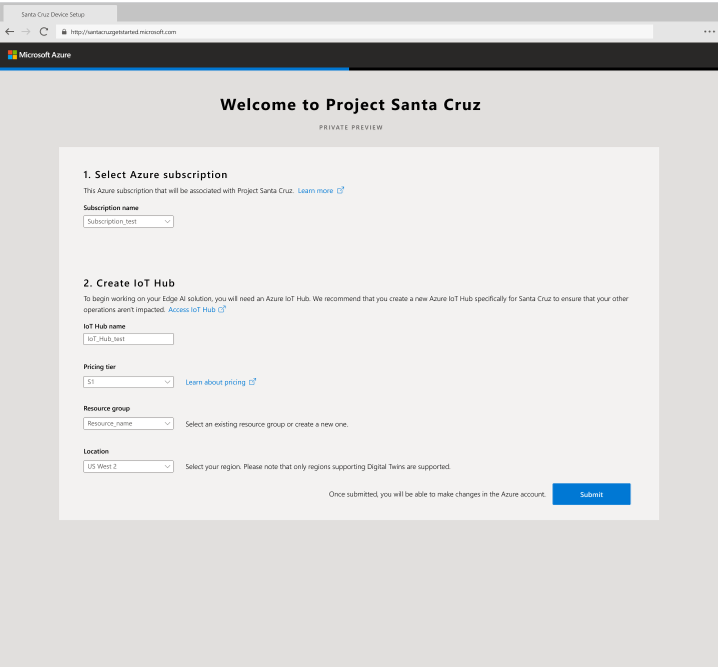 Santa Cruz Device Setup
http://santacruzgetstarted.microsoft.com
Microsoft Azure
Welcome to Project Santa Cruz
PRIVATE PREVIEW
1. Select Azure subscription
This Azure subscription that will be associated with Project Santa Cruz. Learn more
Subscription name
Subscription_test
2. Create IoT Hub
To begin working on your Edge AI solution, you will need an Azure IoT Hub. We recommend that you create a new Azure IoT Hub specifically for Santa Cruz to ensure that your other
operations aren't impacted. Access IoT Hub
IoT Hub name
IoT_Hub_test
Pricing tier
S1
Learn about pricing
Resource group
Resource_name
Select an existing resource group or create a new one.
Location
US West 2
Select your region. Please note that only regions supporting Digital Twins are supported.
Once submitted, you will be able to make changes in the Azure account.
Submit